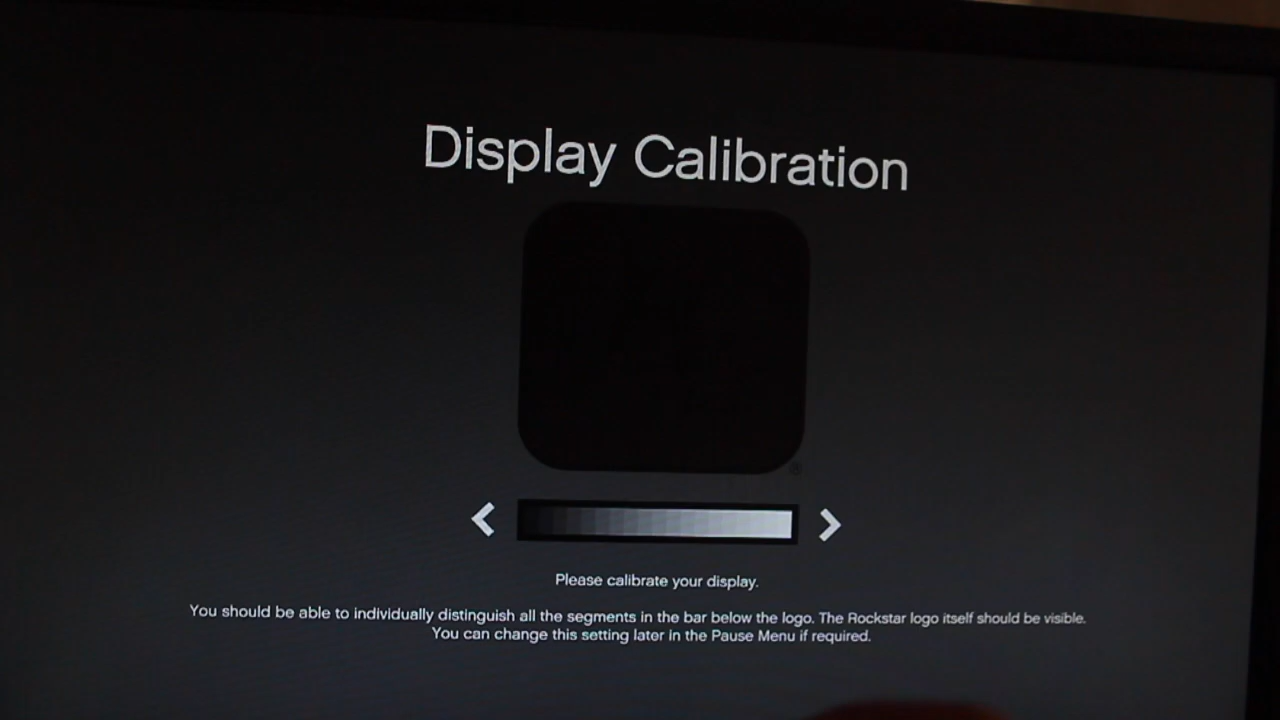 Display Calibration
®
Please calibrate your display.
You should be able to individually distinguish all the segments in the bar below the logo. The Rockstar logo itself should be visible.
You can change this setting later in the Pause Menu if required.